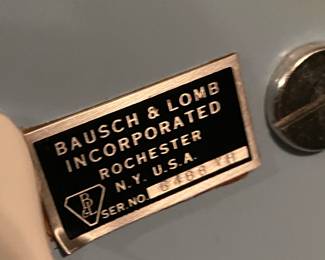 BAUSCH & LOMB
INCORPORATED
ROCHESTER
N.Y. U.S.A.
B&L SER. NO.